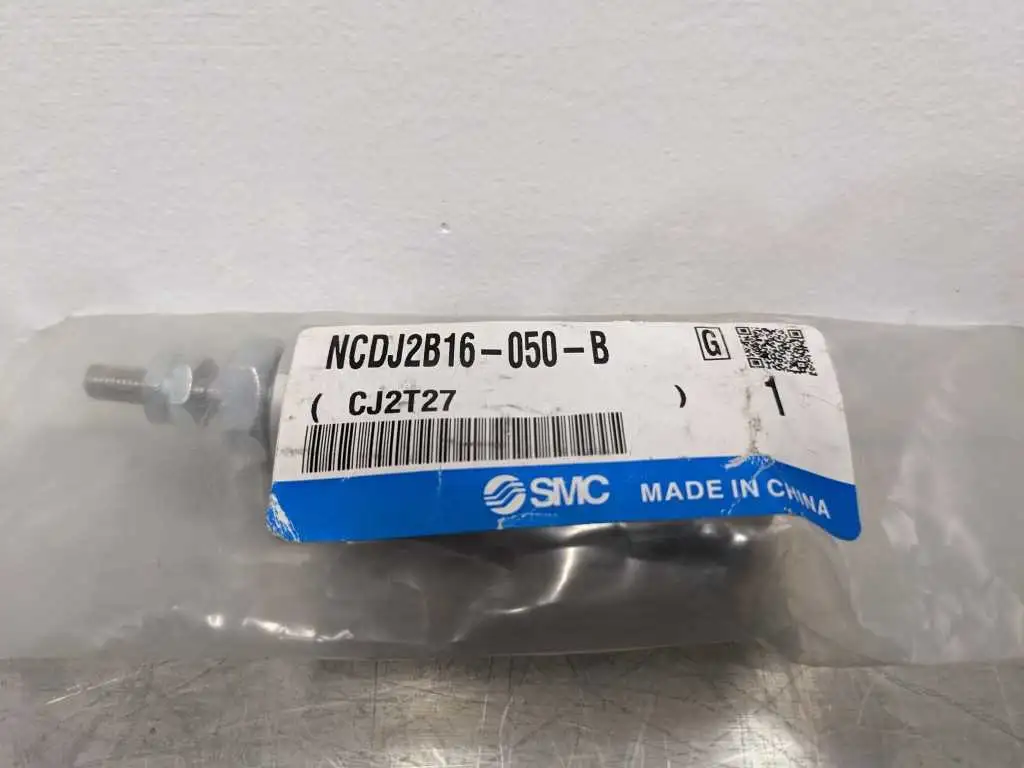 NCDJ2B16-050-B G
( CJ2T27 ) 1
SMC MADE IN CHINA